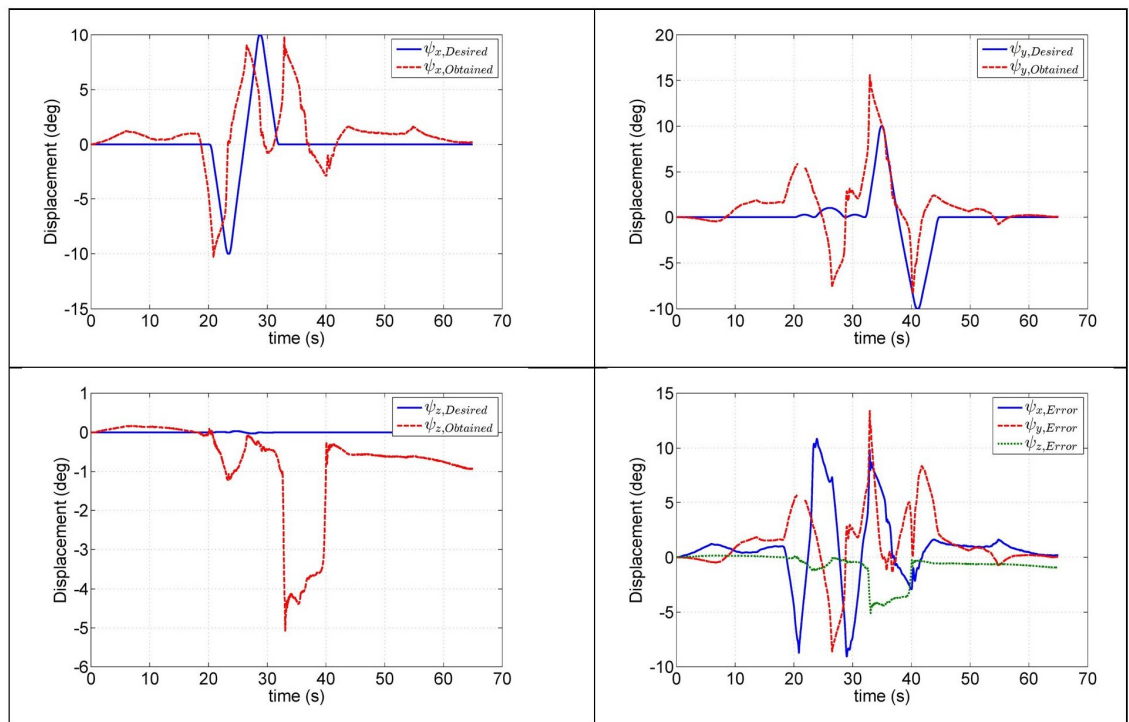 10
5
0
-5
-10
-15
Displacement (deg)
0 10 20 30 40 50 60 70
time (s)
ψx,Desired
ψx,Obtained
20
15
10
5
0
-5
-10
Displacement (deg)
0 10 20 30 40 50 60 70
time (s)
ψy,Desired
ψy,Obtained
1
0
-1
-2
-3
-4
-5
-6
Displacement (deg)
0 10 20 30 40 50 60 70
time (s)
ψz,Desired
ψz,Obtained
15
10
5
0
-5
-10
Displacement (deg)
0 10 20 30 40 50 60 70
time (s)
ψx,Error
ψy,Error
ψz,Error